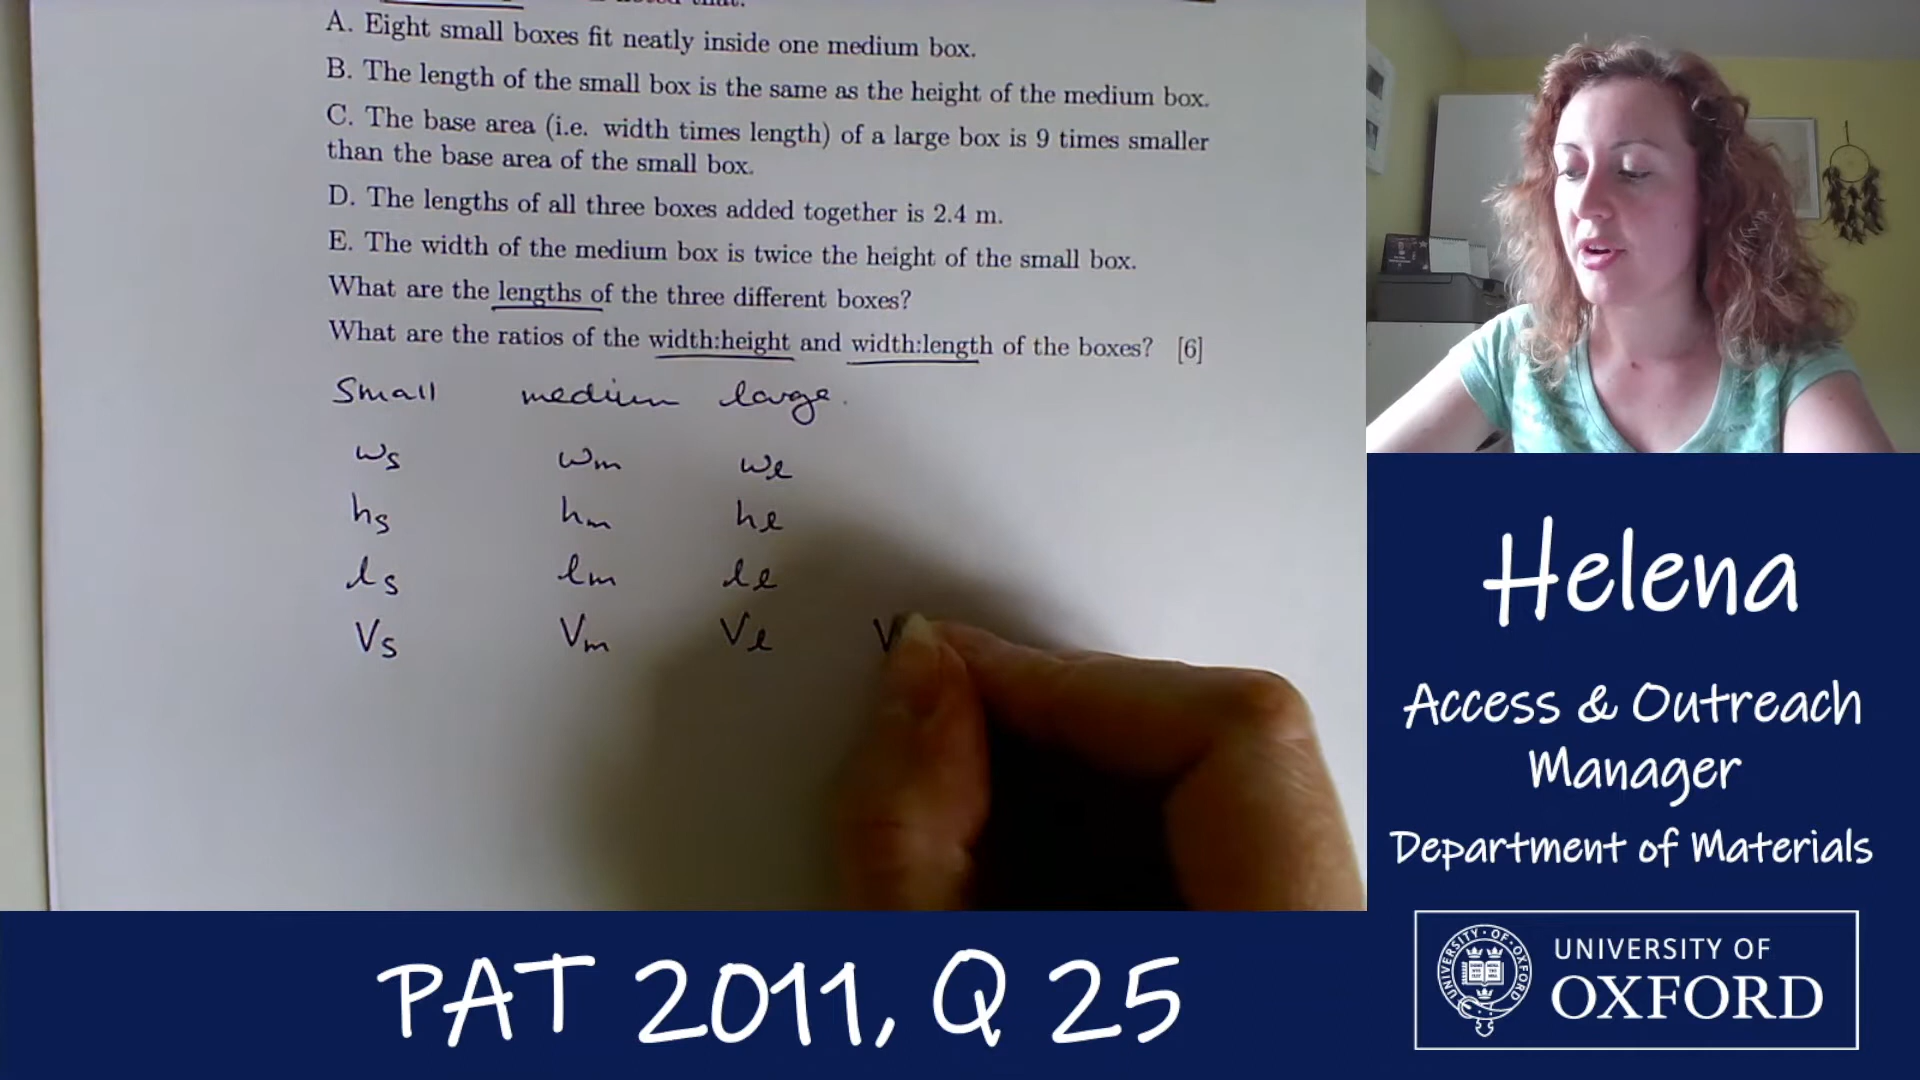 noted that:
A. Eight small boxes fit neatly inside one medium box.
B. The length of the small box is the same as the height of the medium box.
C. The base area (i.e. width times length) of a large box is 9 times smaller
than the base area of the small box.
D. The lengths of all three boxes added together is 2.4 m.
E. The width of the medium box is twice the height of the small box.
What are the lengths of the three different boxes?
What are the ratios of the width:height and width:length of the boxes? [6]
Small medium large.
ws wm wl
hs hm hl
ls lm ll
Vs Vm Vl V
Helena
Access & Outreach
Manager
Department of Materials
PAT 2011, Q 25
UNIVERSITY OF
OXFORD